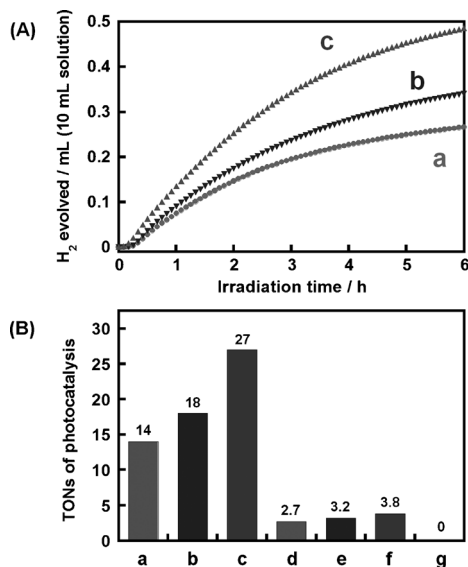 (A)
H2 evolved / mL (10 mL solution)
0.5
0.4
0.3
0.2
0.1
0
c
b
a
0 1 2 3 4 5 6
Irradiation time / h
(B)
TONs of photocatalysis
30
25
20
15
10
5
0
14
18
27
2.7
3.2
3.8
0
a b c d e f g